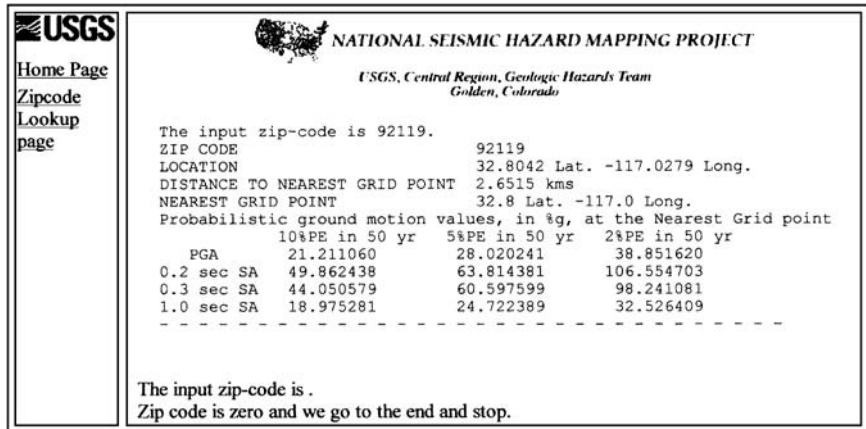 USGS
Home Page
Zipcode
Lookup
page
NATIONAL SEISMIC HAZARD MAPPING PROJECT
USGS, Central Region, Geologic Hazards Team
Golden, Colorado
The input zip-code is 92119.
ZIP CODE 92119
LOCATION 32.8042 Lat. -117.0279 Long.
DISTANCE TO NEAREST GRID POINT 2.6515 kms
NEAREST GRID POINT 32.8 Lat. -117.0 Long.
Probabilistic ground motion values, in %g, at the Nearest Grid point
10%PE in 50 yr 5%PE in 50 yr 2%PE in 50 yr
PGA 21.211060 28.020241 38.851620
0.2 sec SA 49.862438 63.814381 106.554703
0.3 sec SA 44.050579 60.597599 98.241081
1.0 sec SA 18.975281 24.722389 32.526409
- - - - - - - - - - - - - - - - - - - - - - - - - - - - - - - - - - -
The input zip-code is .
Zip code is zero and we go to the end and stop.